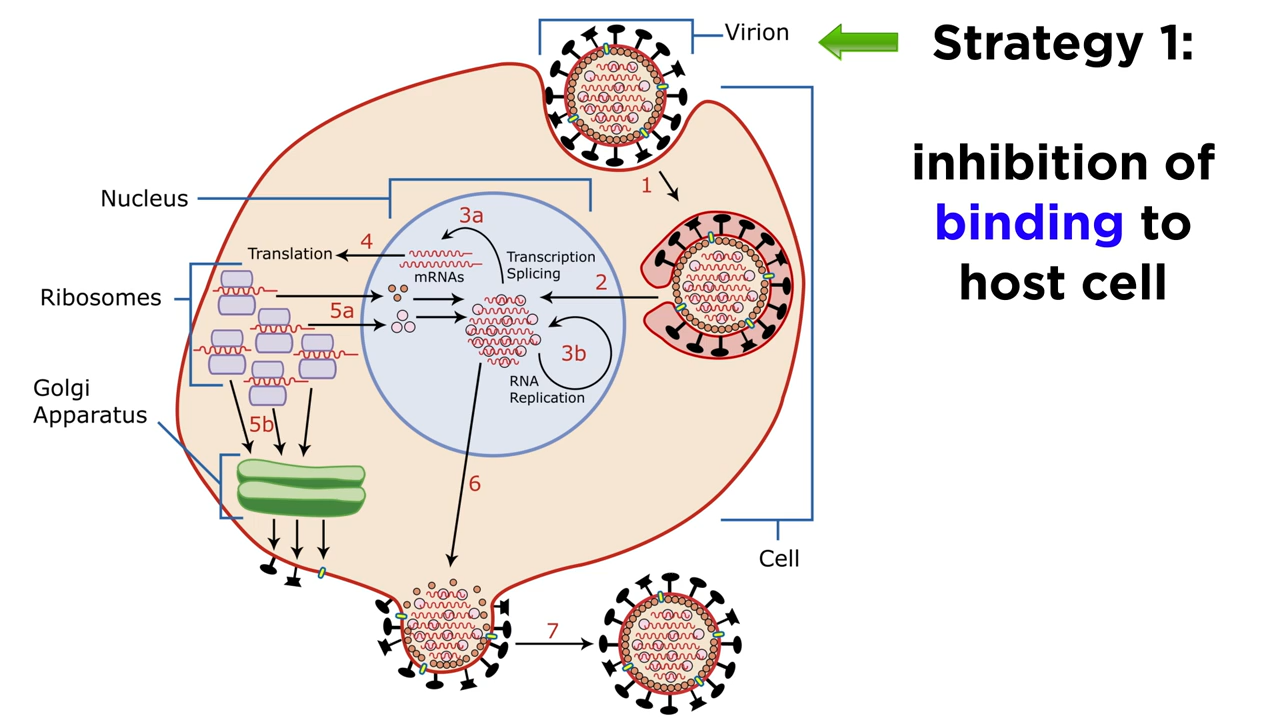 Virion
Strategy 1:
inhibition of
binding to
host cell
1
Nucleus
3a
4
Translation
mRNAs
Transcription
Splicing
2
Ribosomes
5a
3b
RNA
Replication
Golgi
Apparatus
5b
6
Cell
7